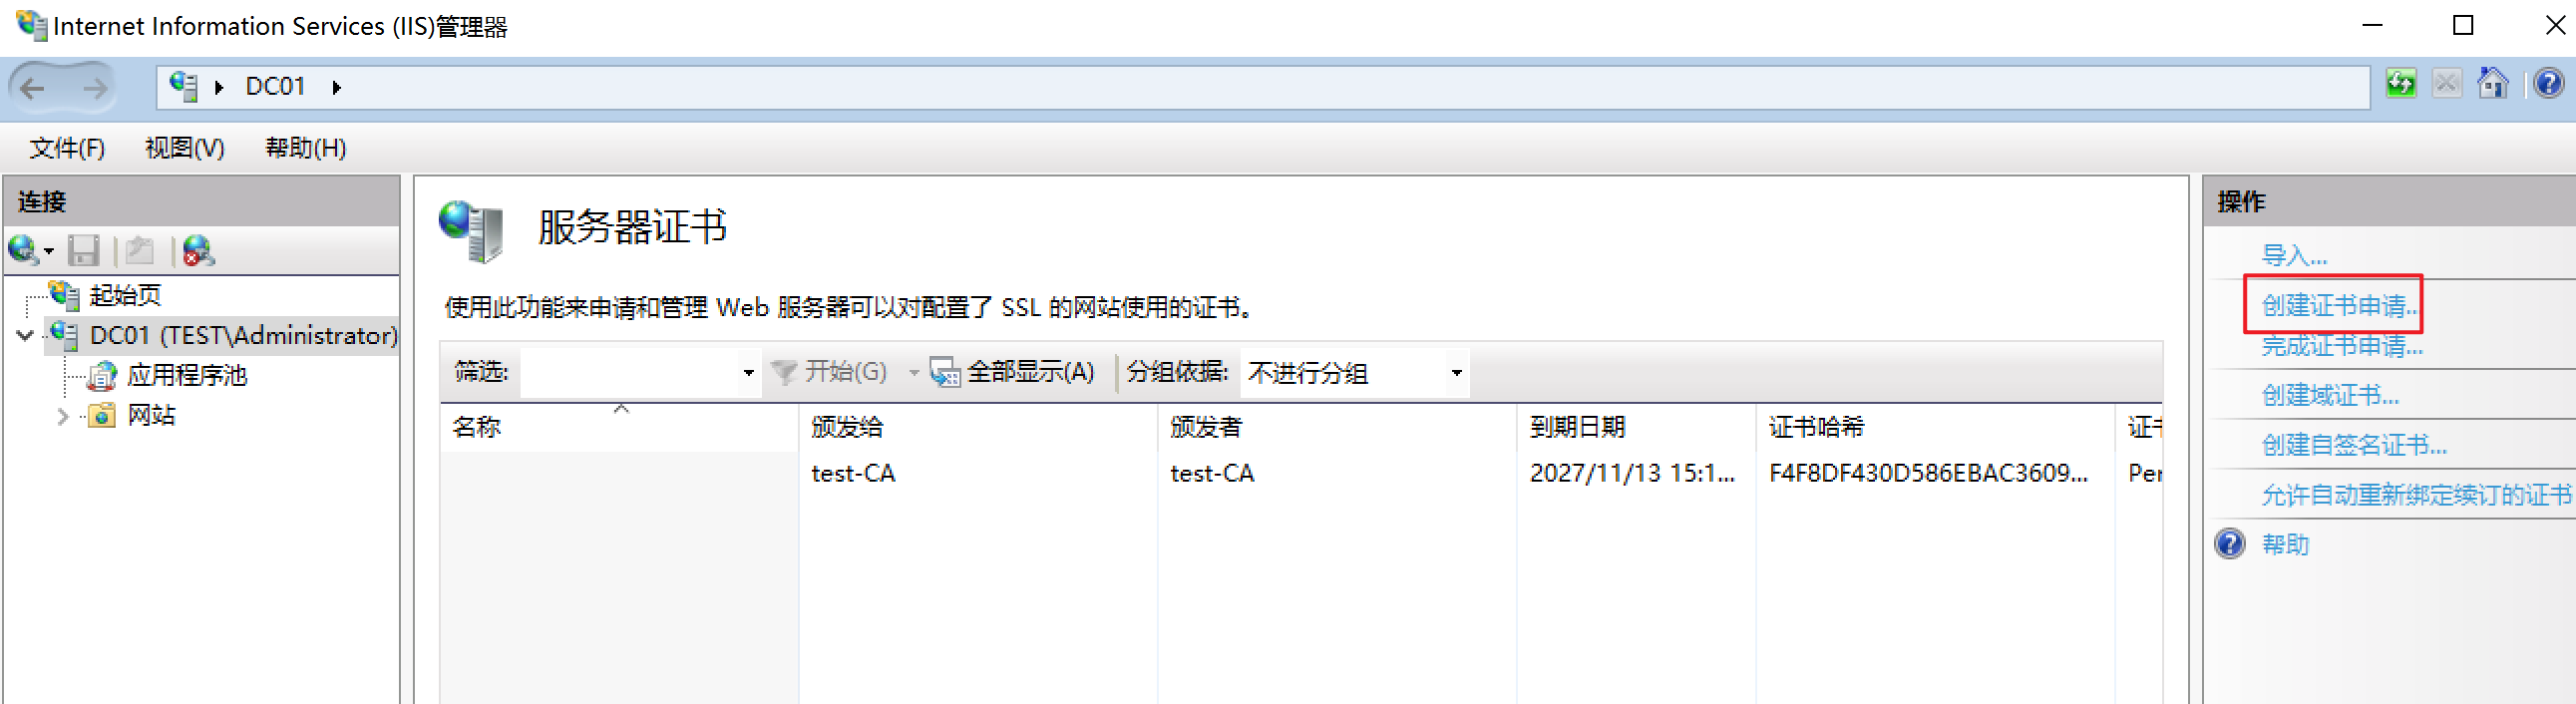 Internet Information Services (IIS)管理器
DC01
文件(F) 视图(V) 帮助(H)
连接
起始页
DC01 (TEST\Administrator)
应用程序池
网站
服务器证书
使用此功能来申请和管理 Web 服务器可以对配置了 SSL 的网站使用的证书。
筛选: 开始(G) 全部显示(A) 分组依据: 不进行分组
名称 颁发给 颁发者 到期日期 证书哈希 证书
test-CA test-CA 2027/11/13 15:1... F4F8DF430D586EBAC3609... Per
操作
导入...
创建证书申请...
完成证书申请...
创建域证书...
创建自签名证书...
允许自动重新绑定续订的证书
帮助